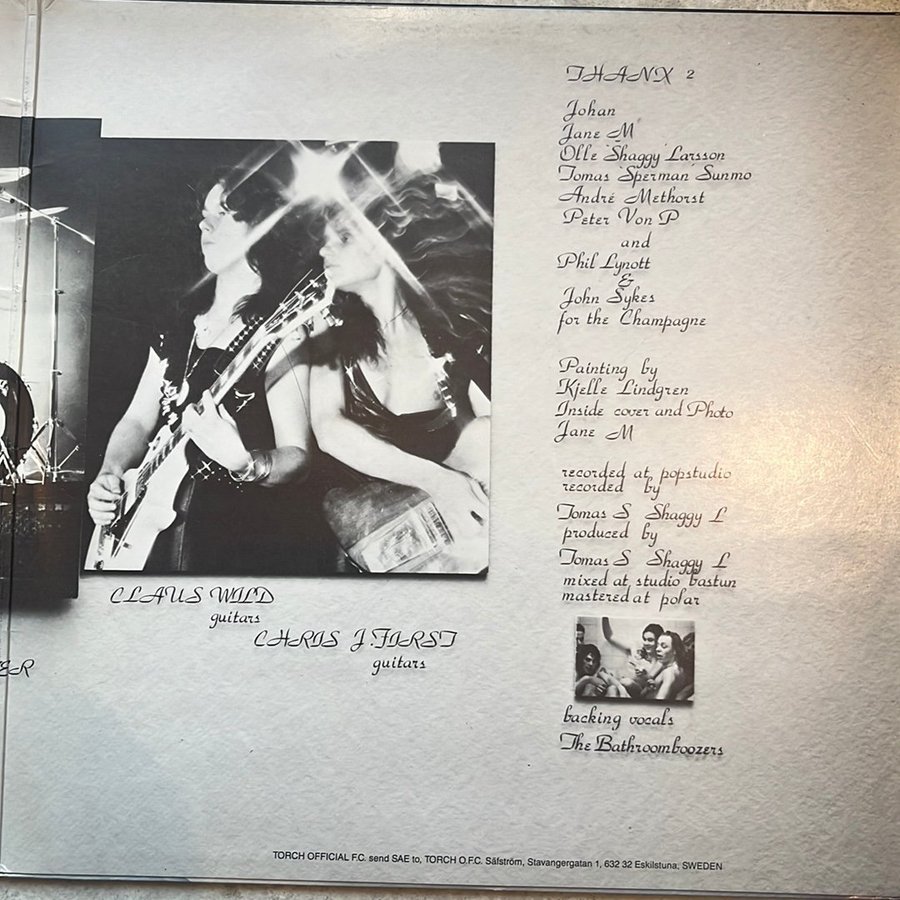 THANX 2
Johan
Jane M
Olle Shaggy Larsson
Tomas Sperman Sunmo
André Methorst
Peter Von P
and
Phil Lynott
&
John Sykes
for the Champagne
Painting by
Kjelle Lindgren
Inside cover and Photo
Jane M
recorded at popstudio
recorded by
Tomas S Shaggy L
produced by
Tomas S Shaggy L
mixed at studio bastun
mastered at polar
backing vocals
The Bathroomboozers
CLAUS WILD
guitars
CHRIS J. FIRST
guitars
ER
TORCH OFFICIAL F.C. send SAE to, TORCH O.F.C. Säfström, Stavangergatan 1, 632 32 Eskilstuna, SWEDEN